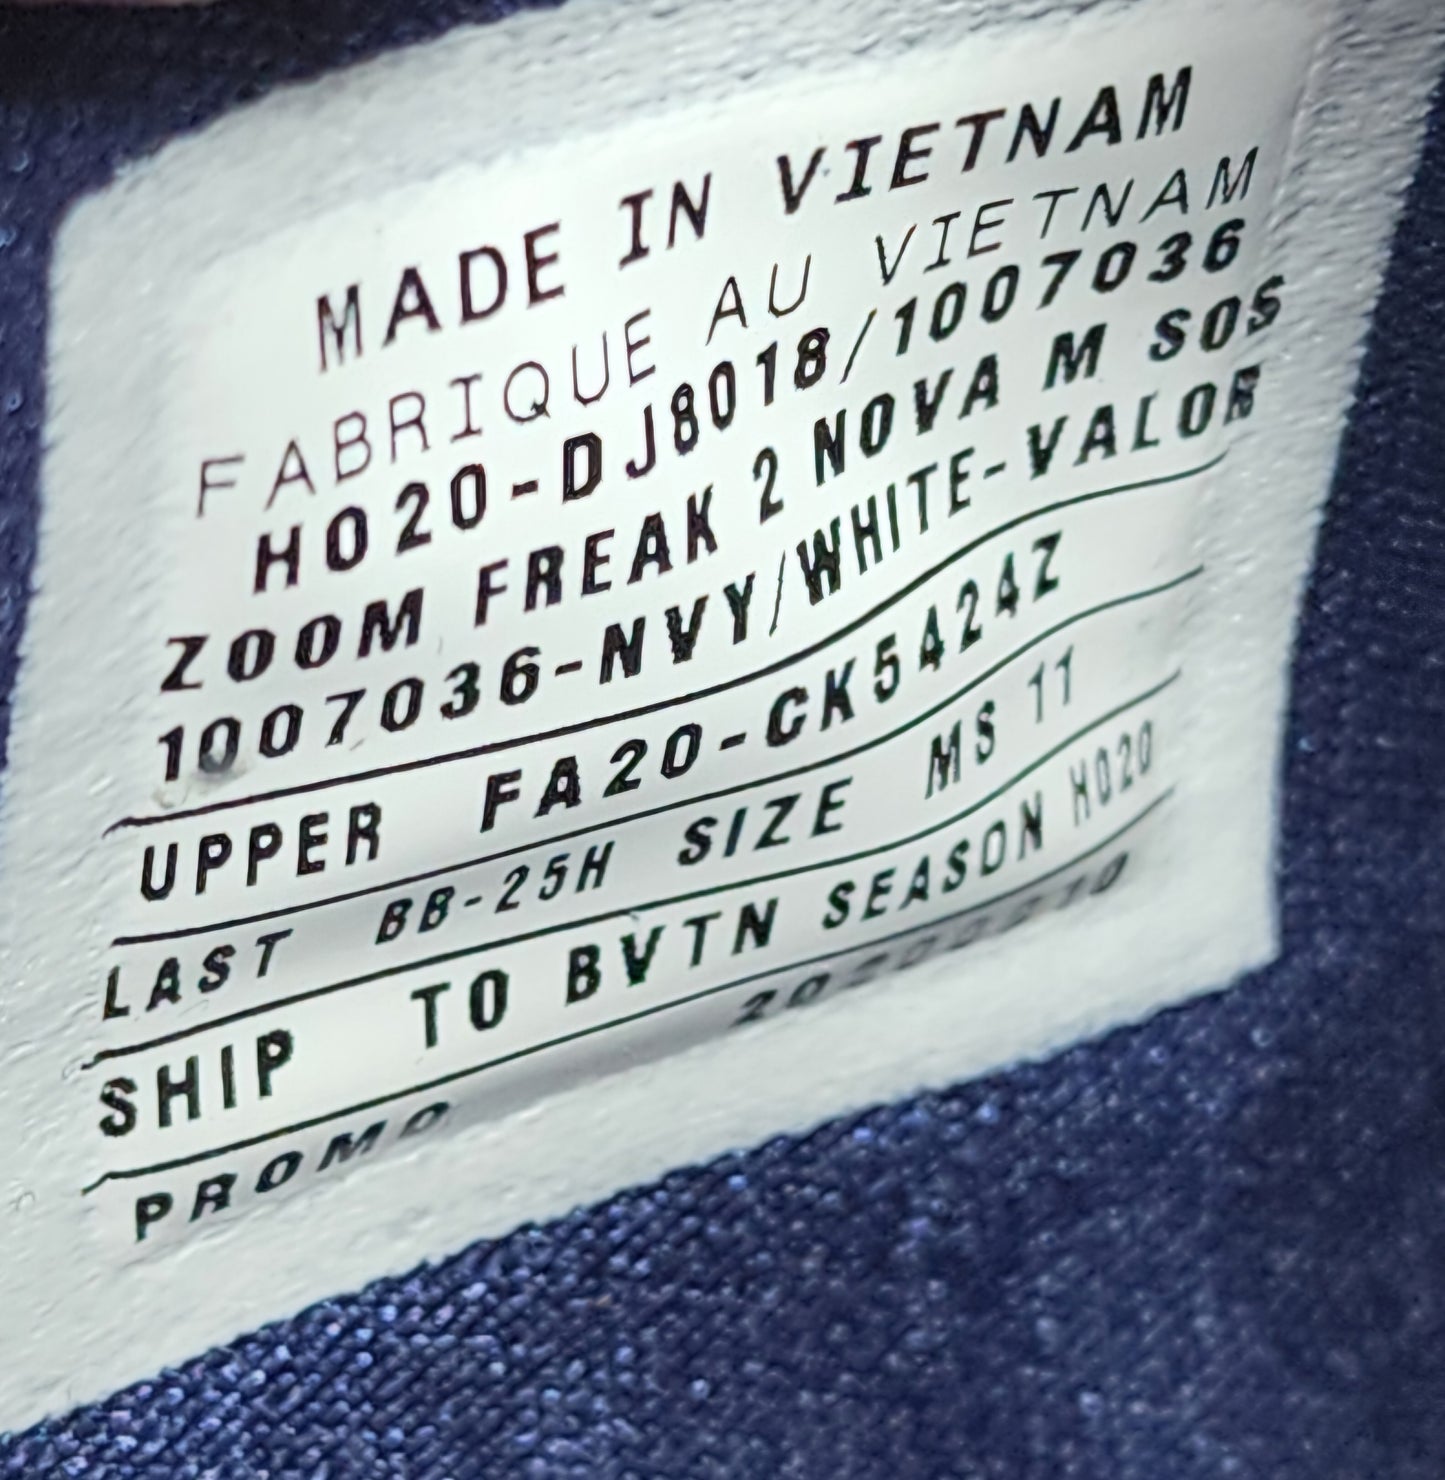 MADE IN VIETNAM
FABRIQUE AU VIETNAM
HO20-DJ8018/1007036
ZOOM FREAK 2 NOVA M SOS
1007036-NVY/WHITE-VALOR
UPPER FA20-CK5424Z
LAST BB-25H SIZE MS 11
SHIP TO BVTN SEASON HO20
PROMO